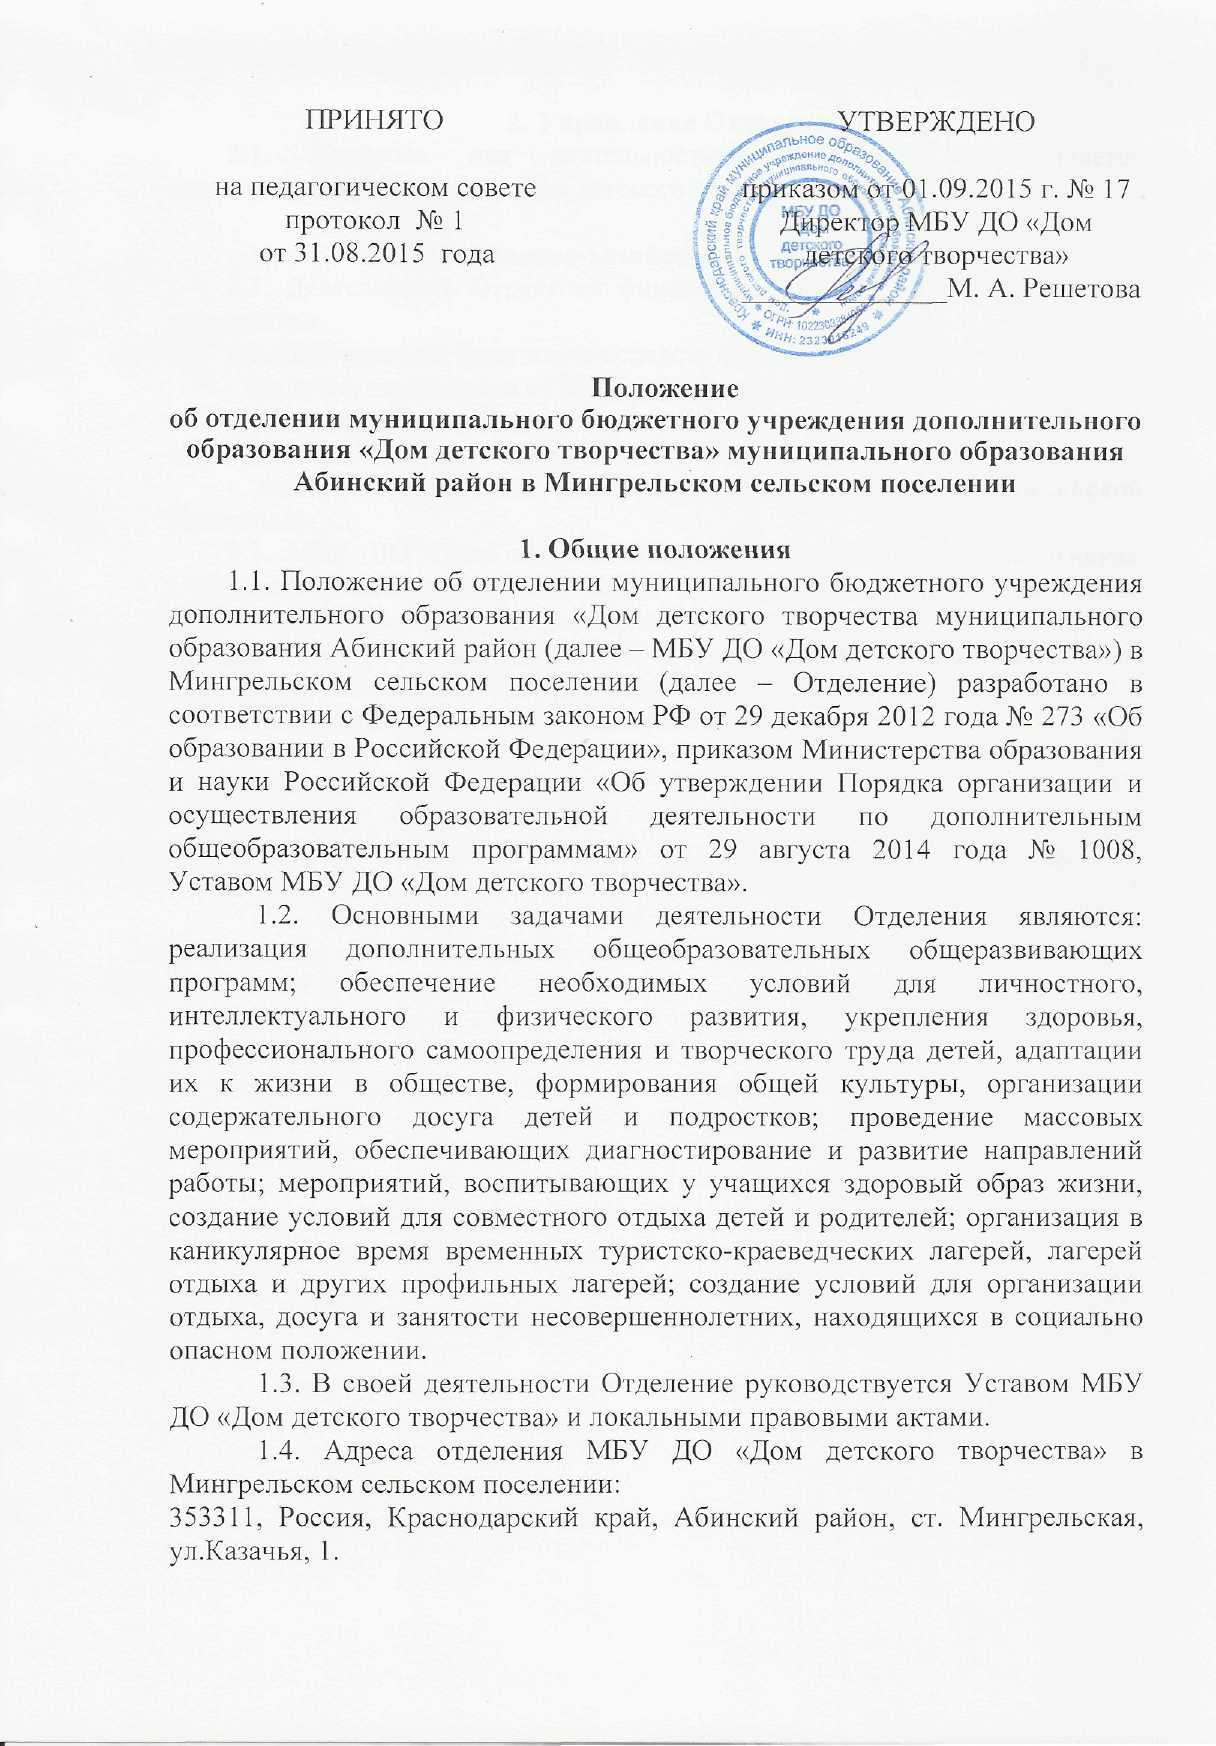 ПРИНЯТО
на педагогическом совете
протокол № 1
от 31.08.2015 года
УТВЕРЖДЕНО
приказом от 01.09.2015 г. № 17
Директор МБУ ДО «Дом
детского творчества»
М. А. Решетова
МБУ ДО
Дом
детского
творчества
Положение
об отделении муниципального бюджетного учреждения дополнительного
образования «Дом детского творчества» муниципального образования
Абинский район в Мингрельском сельском поселении
1. Общие положения
1.1. Положение об отделении муниципального бюджетного учреждения
дополнительного образования «Дом детского творчества муниципального
образования Абинский район (далее – МБУ ДО «Дом детского творчества») в
Мингрельском сельском поселении (далее – Отделение) разработано в
соответствии с Федеральным законом РФ от 29 декабря 2012 года № 273 «Об
образовании в Российской Федерации», приказом Министерства образования
и науки Российской Федерации «Об утверждении Порядка организации и
осуществления образовательной деятельности по дополнительным
общеобразовательным программам» от 29 августа 2014 года № 1008,
Уставом МБУ ДО «Дом детского творчества».
1.2. Основными задачами деятельности Отделения являются:
реализация дополнительных общеобразовательных общеразвивающих
программ; обеспечение необходимых условий для личностного,
интеллектуального и физического развития, укрепления здоровья,
профессионального самоопределения и творческого труда детей, адаптации
их к жизни в обществе, формирования общей культуры, организации
содержательного досуга детей и подростков; проведение массовых
мероприятий, обеспечивающих диагностирование и развитие направлений
работы; мероприятий, воспитывающих у учащихся здоровый образ жизни,
создание условий для совместного отдыха детей и родителей; организация в
каникулярное время временных туристско-краеведческих лагерей, лагерей
отдыха и других профильных лагерей; создание условий для организации
отдыха, досуга и занятости несовершеннолетних, находящихся в социально
опасном положении.
1.3. В своей деятельности Отделение руководствуется Уставом МБУ
ДО «Дом детского творчества» и локальными правовыми актами.
1.4. Адреса отделения МБУ ДО «Дом детского творчества» в
Мингрельском сельском поселении:
353311, Россия, Краснодарский край, Абинский район, ст. Мингрельская,
ул.Казачья, 1.